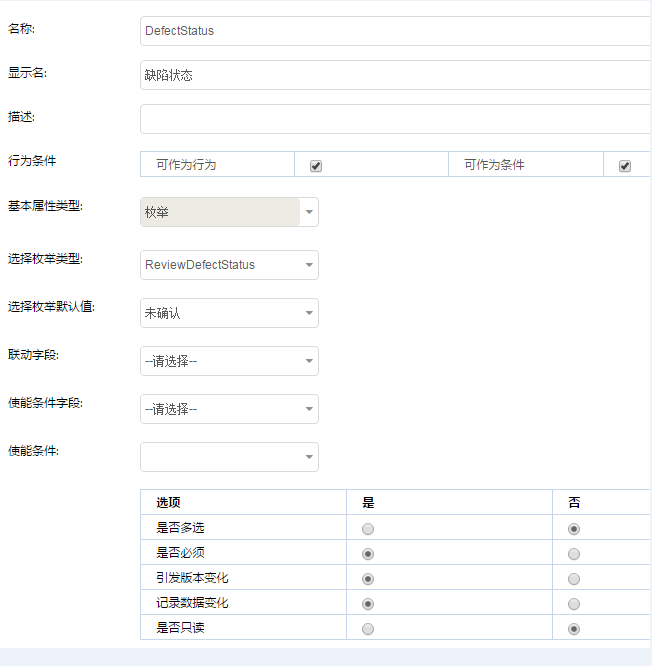 名称: DefectStatus
显示名: 缺陷状态
描述:
行为条件 可作为行为 可作为条件
基本属性类型: 枚举
选择枚举类型: ReviewDefectStatus
选择枚举默认值: 未确认
联动字段: --请选择--
使能条件字段: --请选择--
使能条件:
选项 是 否
是否多选
是否必须
引发版本变化
记录数据变化
是否只读